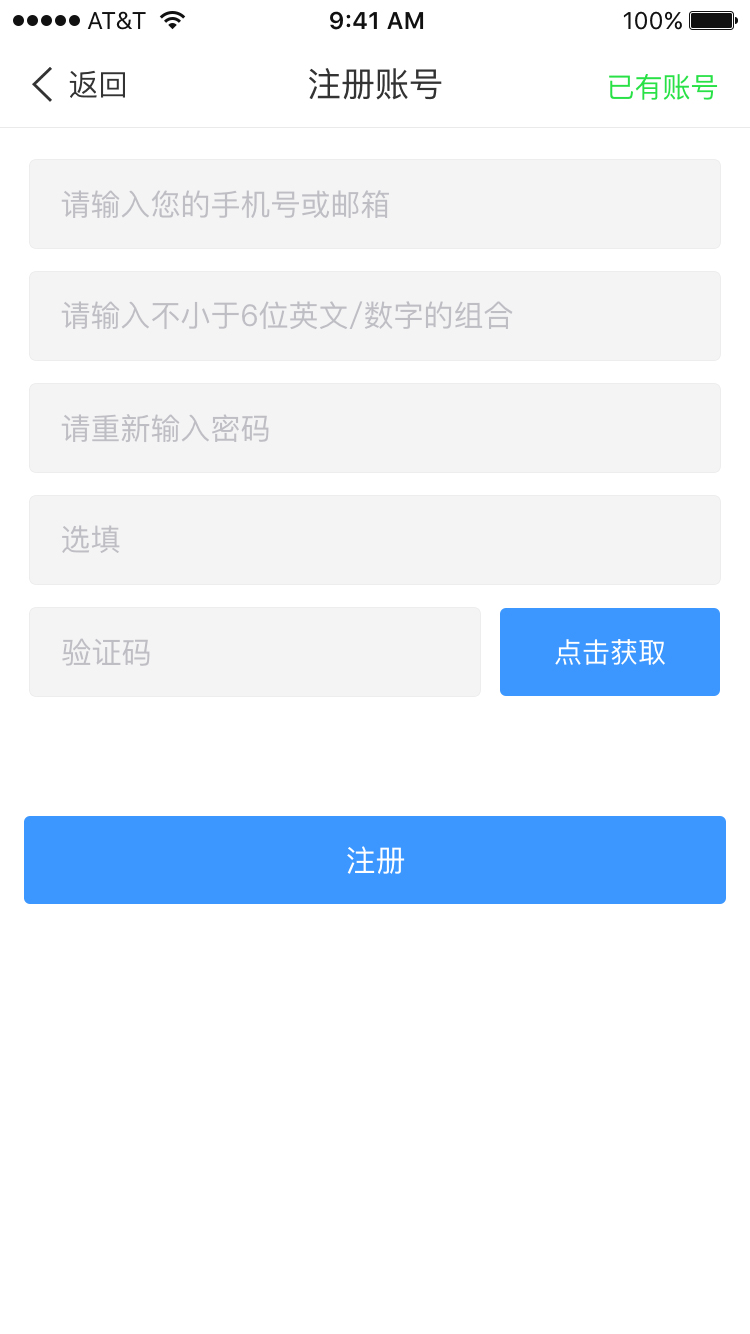 AT&T 9:41 AM 100%
返回 注册账号 已有账号
请输入您的手机号或邮箱
请输入不小于6位英文/数字的组合
请重新输入密码
选填
验证码 点击获取
注册